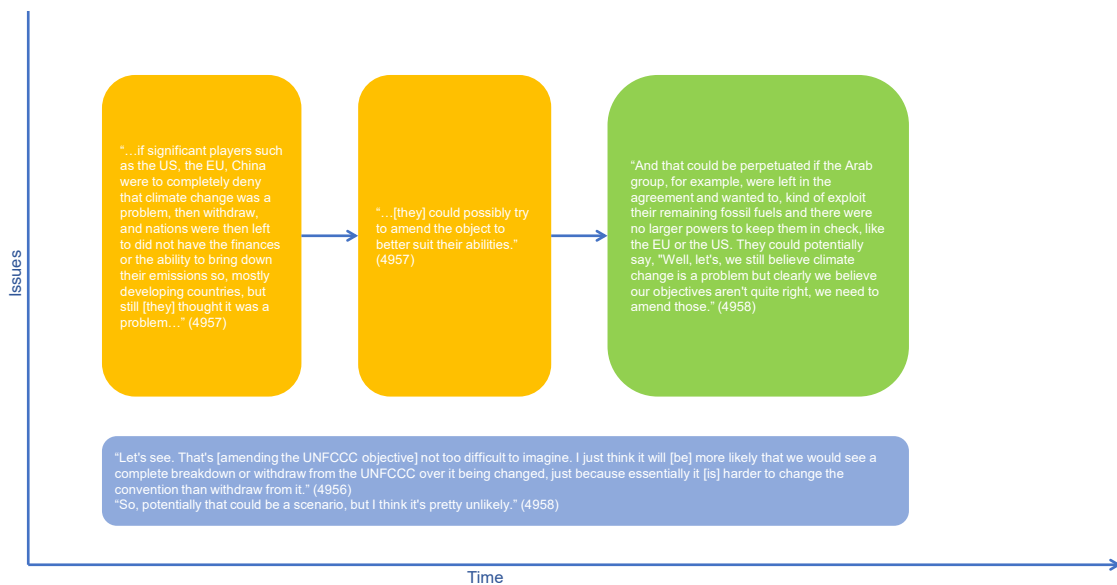 Issues
“…if significant players such
as the US, the EU, China
were to completely deny
that climate change was a
problem, then withdraw,
and nations were then left
to did not have the finances
or the ability to bring down
their emissions so, mostly
developing countries, but
still [they] thought it was a
problem…” (4957)
“…[they] could possibly try
to amend the object to
better suit their abilities.”
(4957)
“And that could be perpetuated if the Arab
group, for example, were left in the
agreement and wanted to, kind of exploit
their remaining fossil fuels and there were
no larger powers to keep them in check, like
the EU or the US. They could potentially
say, "Well, let's, we still believe climate
change is a problem but clearly we believe
our objectives aren't quite right, we need to
amend those.” (4958)
“Let's see. That's [amending the UNFCCC objective] not too difficult to imagine. I just think it will [be] more likely that we would see a
complete breakdown or withdraw from the UNFCCC over it being changed, just because essentially it [is] harder to change the
convention than withdraw from it.” (4956)
“So, potentially that could be a scenario, but I think it's pretty unlikely.” (4958)
Time